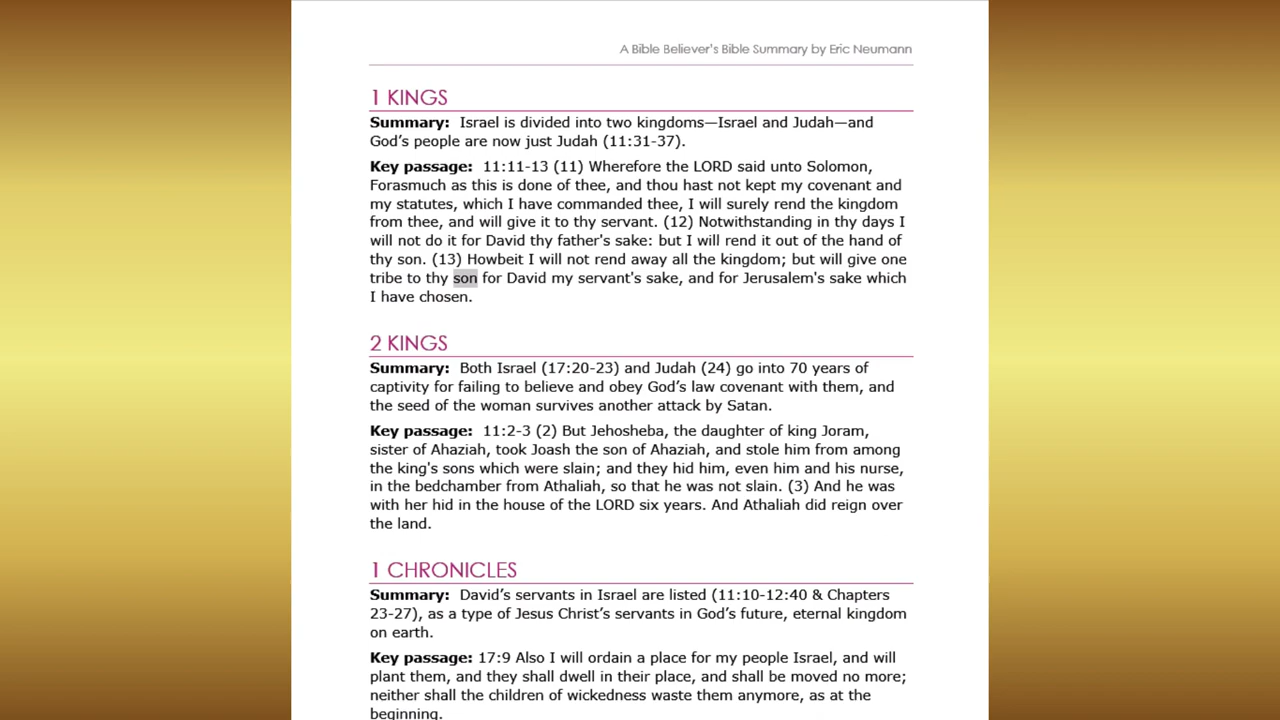 A Bible Believer's Bible Summary by Eric Neumann
1 KINGS
Summary: Israel is divided into two kingdoms—Israel and Judah—and
God's people are now just Judah (11:31-37).
Key passage: 11:11-13 (11) Wherefore the LORD said unto Solomon,
Forasmuch as this is done of thee, and thou hast not kept my covenant and
my statutes, which I have commanded thee, I will surely rend the kingdom
from thee, and will give it to thy servant. (12) Notwithstanding in thy days I
will not do it for David thy father's sake: but I will rend it out of the hand of
thy son. (13) Howbeit I will not rend away all the kingdom; but will give one
tribe to thy son for David my servant's sake, and for Jerusalem's sake which
I have chosen.
2 KINGS
Summary: Both Israel (17:20-23) and Judah (24) go into 70 years of
captivity for failing to believe and obey God's law covenant with them, and
the seed of the woman survives another attack by Satan.
Key passage: 11:2-3 (2) But Jehosheba, the daughter of king Joram,
sister of Ahaziah, took Joash the son of Ahaziah, and stole him from among
the king's sons which were slain; and they hid him, even him and his nurse,
in the bedchamber from Athaliah, so that he was not slain. (3) And he was
with her hid in the house of the LORD six years. And Athaliah did reign over
the land.
1 CHRONICLES
Summary: David's servants in Israel are listed (11:10-12:40 & Chapters
23-27), as a type of Jesus Christ's servants in God's future, eternal kingdom
on earth.
Key passage: 17:9 Also I will ordain a place for my people Israel, and will
plant them, and they shall dwell in their place, and shall be moved no more;
neither shall the children of wickedness waste them anymore, as at the
beginning.